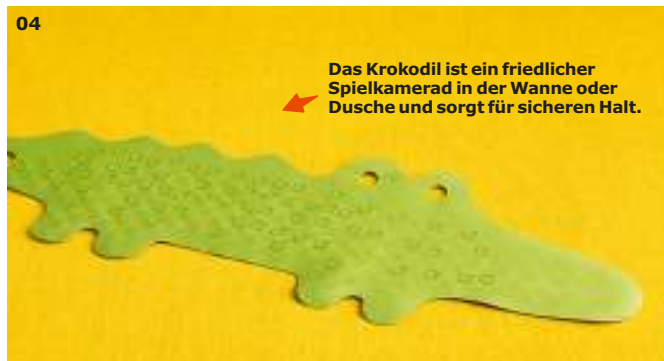 04
Das Krokodil ist ein friedlicher
Spielkamerad in der Wanne oder
Dusche und sorgt für sicheren Halt.